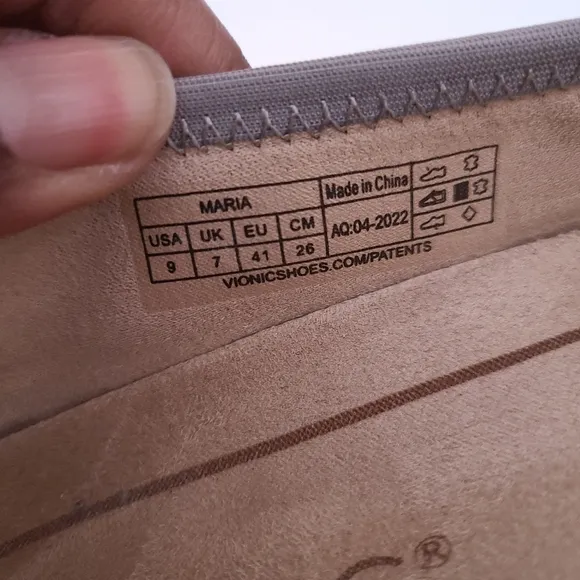 MARIA
Made in China
USA UK EU CM
AQ:04-2022
9 7 41 26
VIONICSHOES.COM/PATENTS
®